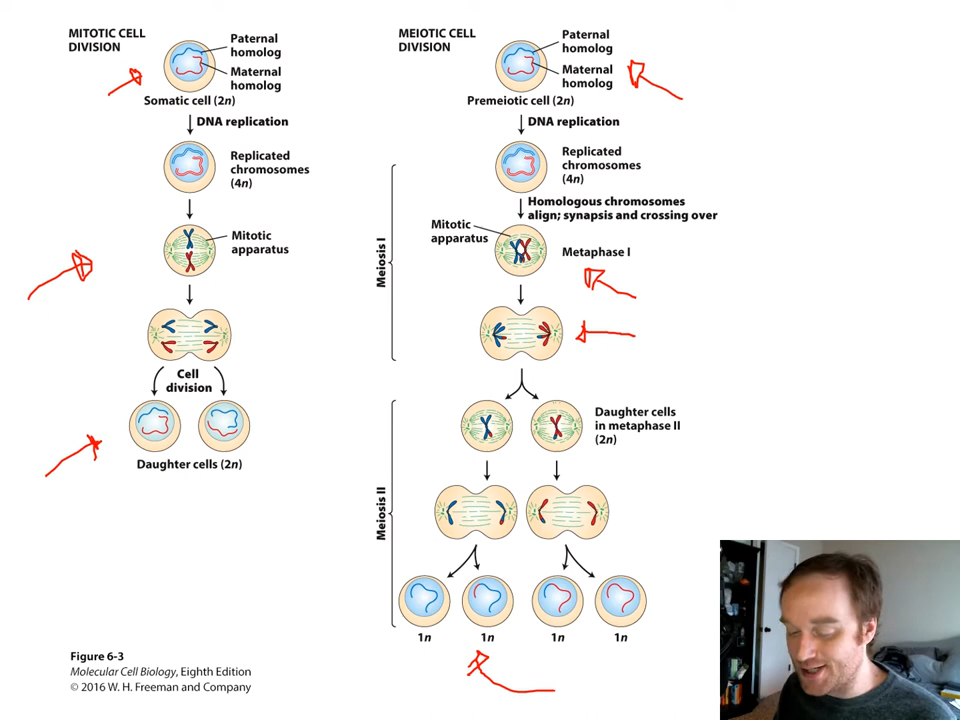 MITOTIC CELL
DIVISION
Paternal
homolog
Maternal
homolog
Somatic cell (2n)
DNA replication
Replicated
chromosomes
(4n)
Mitotic
apparatus
Cell
division
Daughter cells (2n)
MEIOTIC CELL
DIVISION
Paternal
homolog
Maternal
homolog
Premeiotic cell (2n)
DNA replication
Replicated
chromosomes
(4n)
Homologous chromosomes
align; synapsis and crossing over
Mitotic
apparatus
Metaphase I
Meiosis I
Daughter cells
in metaphase II
(2n)
Meiosis II
1n
1n
1n
1n
Figure 6-3
Molecular Cell Biology, Eighth Edition
© 2016 W. H. Freeman and Company